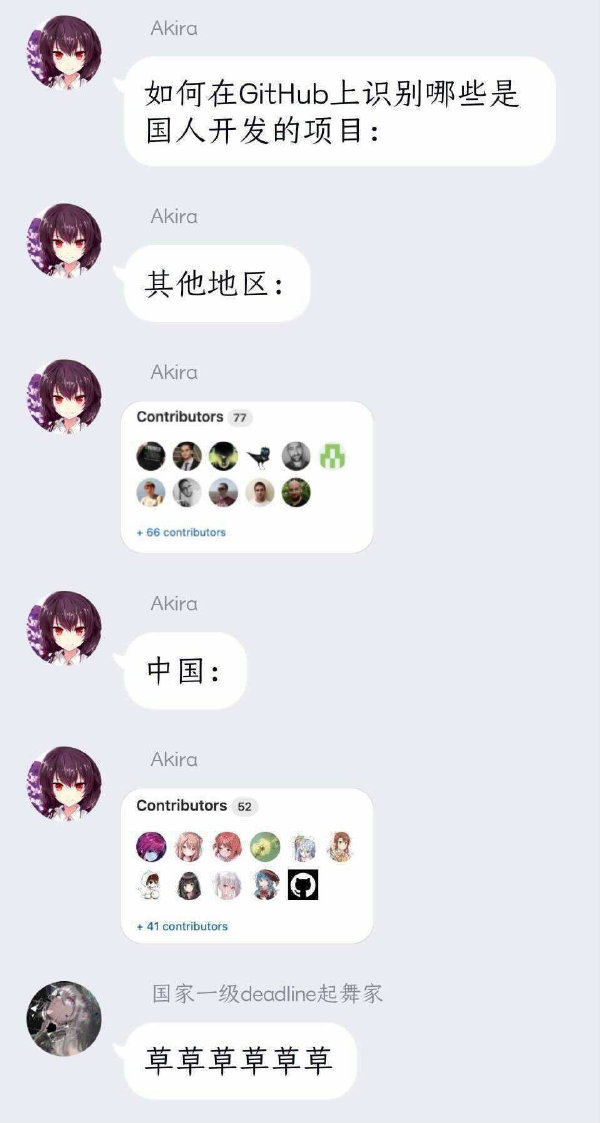 Akira
如何在GitHub上识别哪些是
国人开发的项目：
Akira
其他地区：
Akira
Contributors 77
+ 66 contributors
Akira
中国：
Akira
Contributors 52
+ 41 contributors
国家一级deadline起舞家
草草草草草草